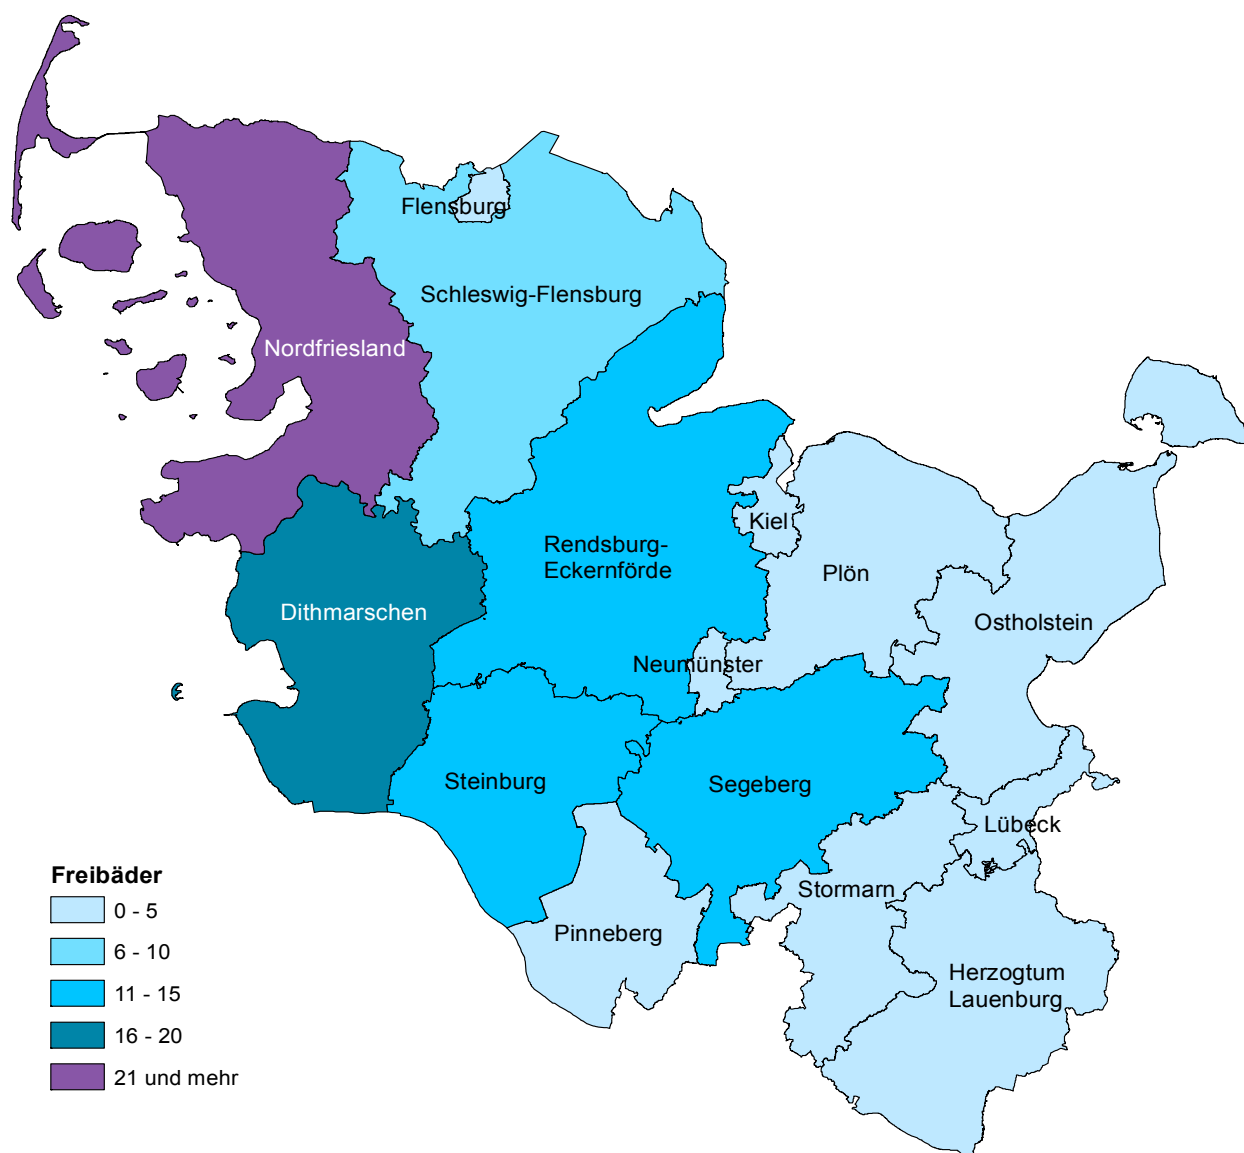 Flensburg
Schleswig-Flensburg
Nordfriesland
Kiel
Rendsburg-
Eckernförde
Plön
Dithmarschen
Ostholstein
Neumünster
Steinburg
Segeberg
Lübeck
Stormarn
Pinneberg
Herzogtum
Lauenburg
Freibäder
0 - 5
6 - 10
11 - 15
16 - 20
21 und mehr